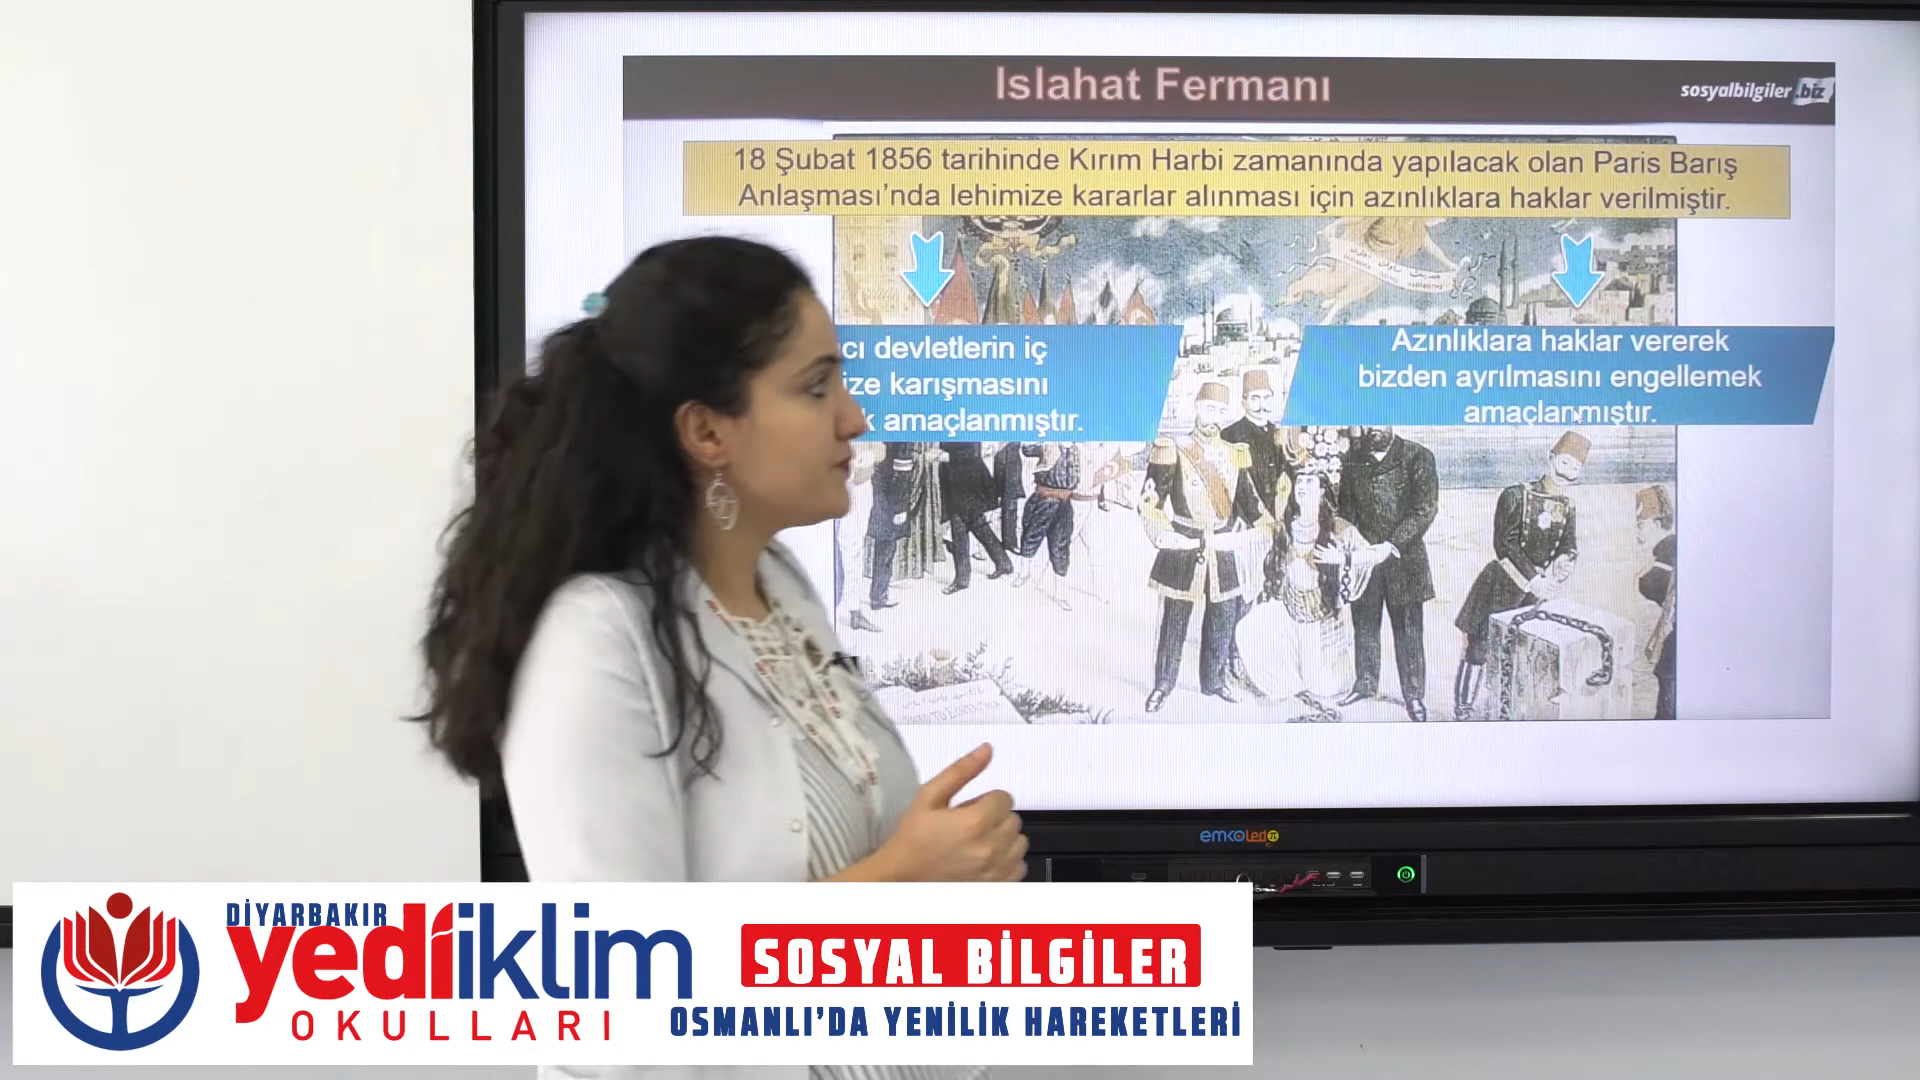 Islahat Fermanı
sosyalbilgiler.biz
18 Şubat 1856 tarihinde Kırım Harbi zamanında yapılacak olan Paris Barış
Anlaşması’nda lehimize kararlar alınması için azınlıklara haklar verilmiştir.
cı devletlerin iç
ize karışmasını
k amaçlanmıştır.
Azınlıklara haklar vererek
bizden ayrılmasını engellemek
amaçlanmıştır.
emkoled
DİYARBAKIR
yediiklim
OKULLARI
SOSYAL BİLGİLER
OSMANLI’DA YENİLİK HAREKETLERİ